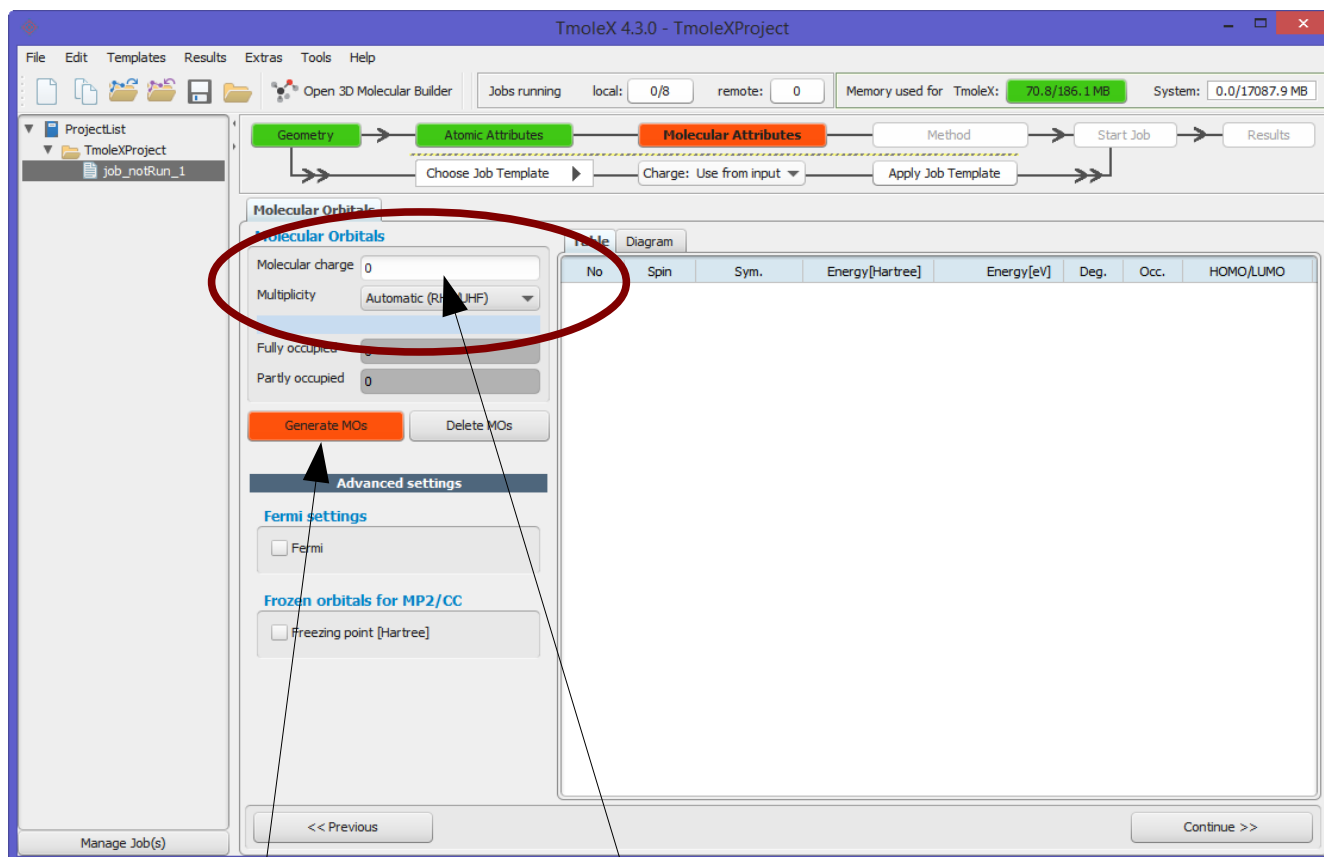 TmoleX 4.3.0 - TmoleXProject
File Edit Templates Results Extras Tools Help
Open 3D Molecular Builder Jobs running local: 0/8 remote: 0 Memory used for TmoleX: 70.8/186.1 MB System: 0.0/17087.9 MB
ProjectList
TmoleXProject
job_notRun_1
Manage Job(s)
Geometry Atomic Attributes Molecular Attributes Method Start Job Results
Choose Job Template Charge: Use from input Apply Job Template
Molecular Orbitals
Molecular Orbitals
Molecular charge 0
Multiplicity Automatic (RHF/UHF)
Fully occupied
Partly occupied 0
Generate MOs Delete MOs
Advanced settings
Fermi settings
Fermi
Frozen orbitals for MP2/CC
Freezing point [Hartree]
Table Diagram
No Spin Sym. Energy[Hartree] Energy[eV] Deg. Occ. HOMO/LUMO
<< Previous Continue >>